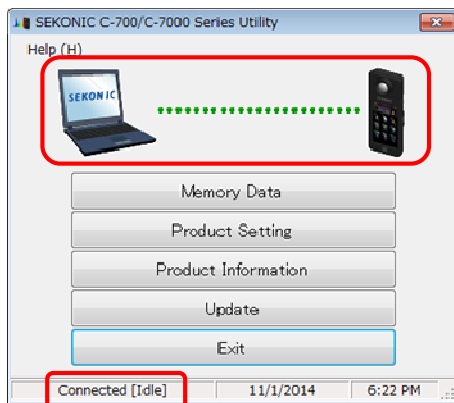 SEKONIC C-700/C-7000 Series Utility
Help (H)
SEKONIC
Memory Data
Product Setting
Product Information
Update
Exit
Connected [Idle] 11/1/2014 6:22 PM